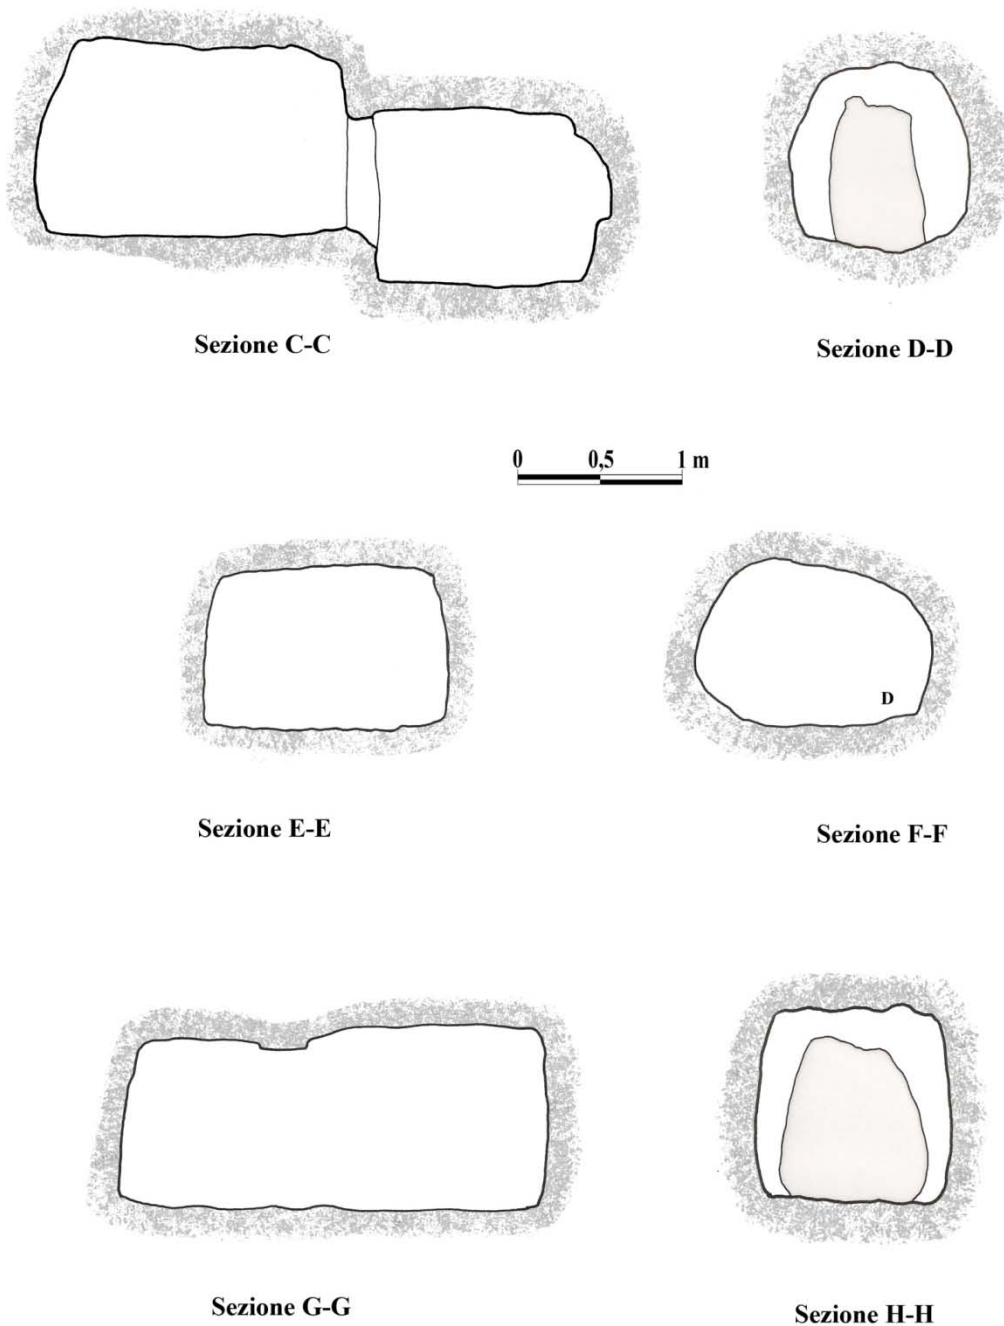 Sezione C-C
Sezione D-D
0 0,5 1 m
D
Sezione E-E
Sezione F-F
Sezione G-G
Sezione H-H